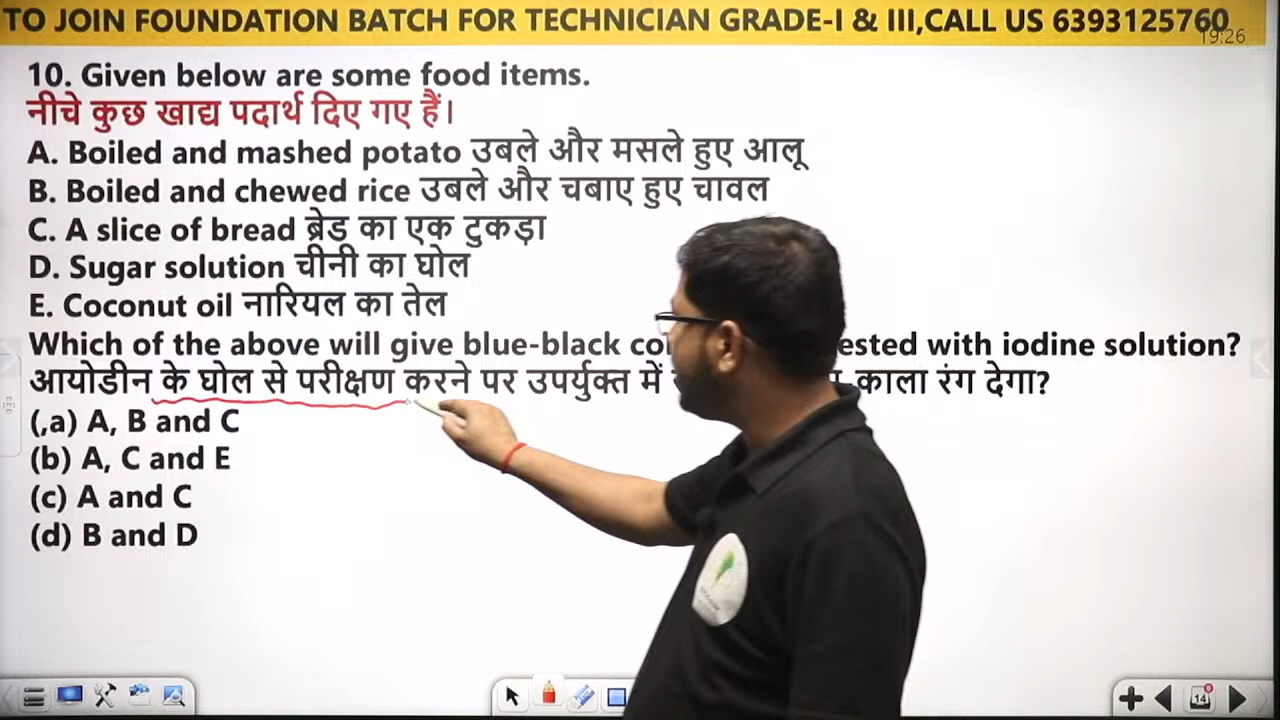 TO JOIN FOUNDATION BATCH FOR TECHNICIAN GRADE-I & III,CALL US 6393125760
19:26
10. Given below are some food items.
नीचे कुछ खाद्य पदार्थ दिए गए हैं।
A. Boiled and mashed potato उबले और मसले हुए आलू
B. Boiled and chewed rice उबले और चबाए हुए चावल
C. A slice of bread ब्रेड का एक टुकड़ा
D. Sugar solution चीनी का घोल
E. Coconut oil नारियल का तेल
Which of the above will give blue-black ested with iodine solution?
आयोडीन के घोल से परीक्षण करने पर उपर्युक्त में काला रंग देगा?
(,a) A, B and C
(b) A, C and E
(c) A and C
(d) B and D
14